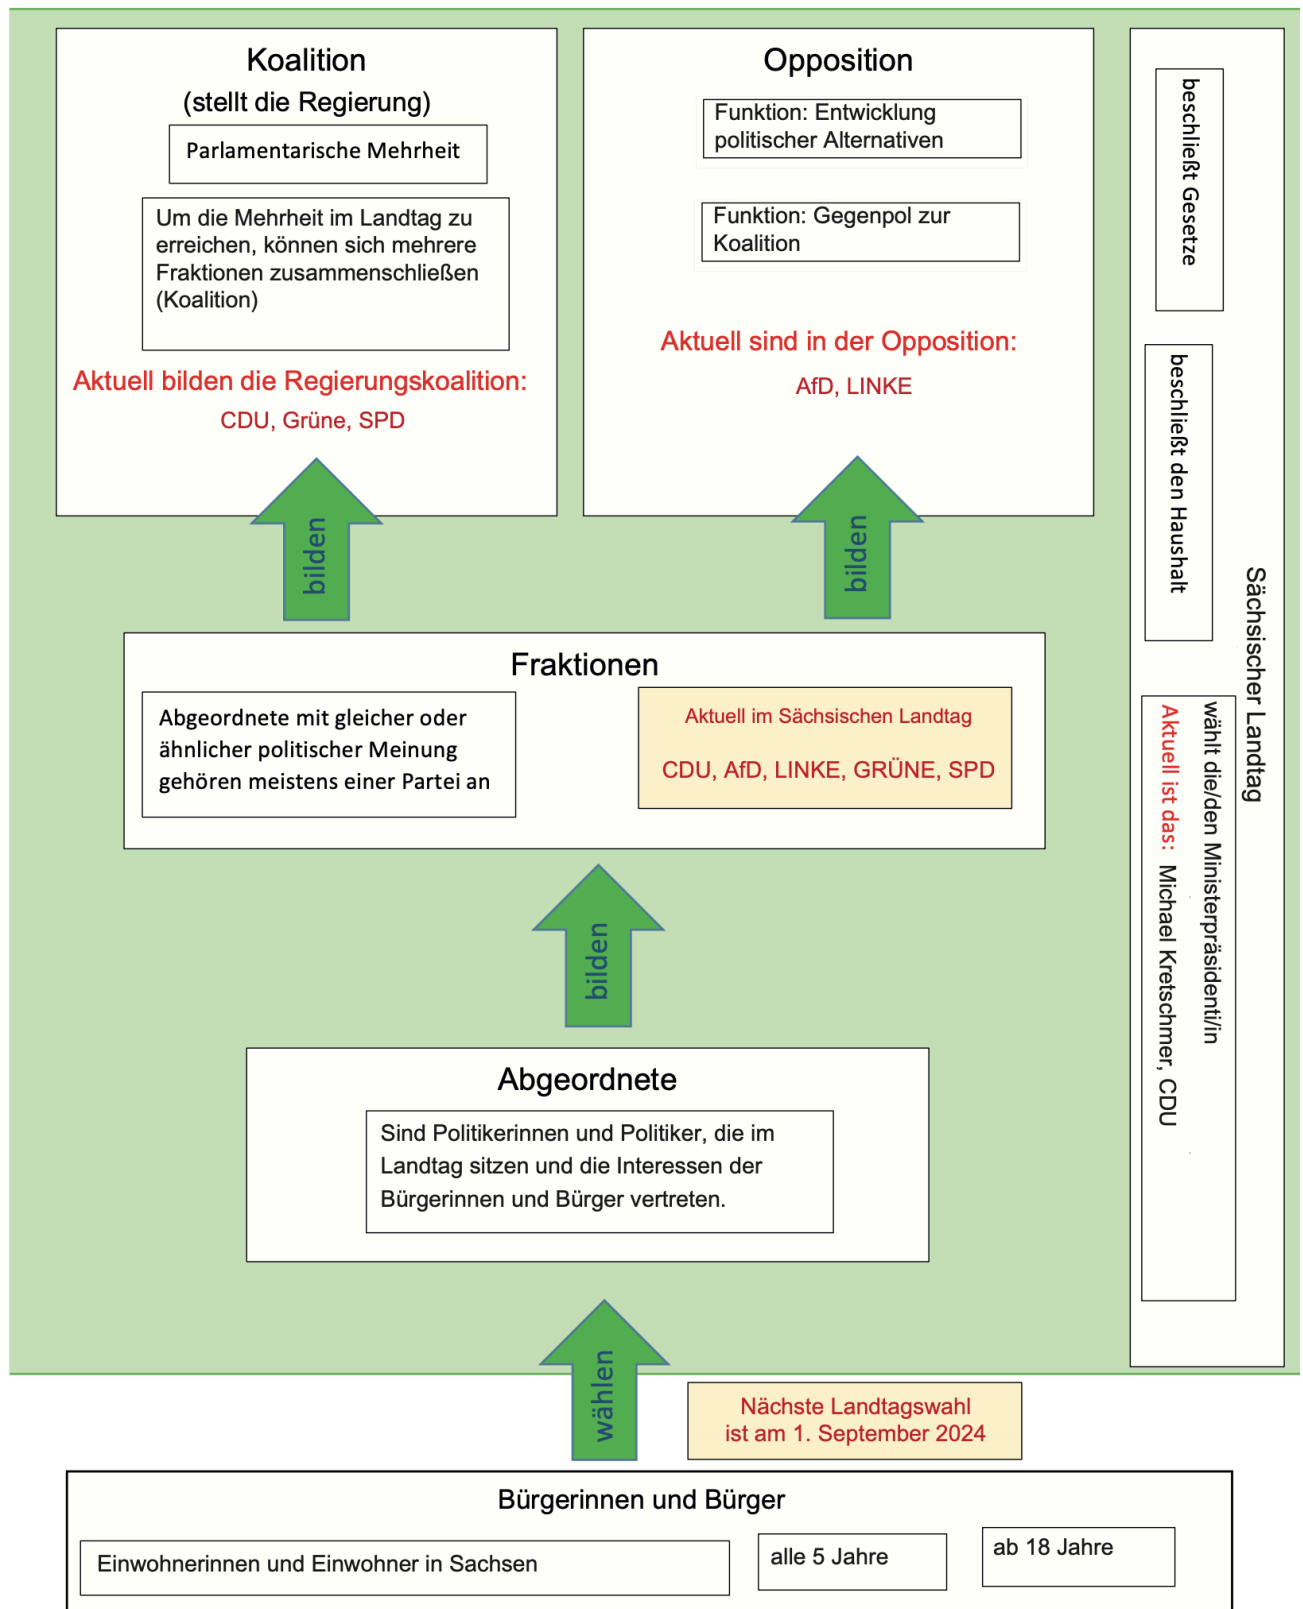 Koalition
(stellt die Regierung)
Parlamentarische Mehrheit
Um die Mehrheit im Landtag zu
erreichen, können sich mehrere
Fraktionen zusammenschließen
(Koalition)
Aktuell bilden die Regierungskoalition:
CDU, Grüne, SPD
Opposition
Funktion: Entwicklung
politischer Alternativen
Funktion: Gegenpol zur
Koalition
Aktuell sind in der Opposition:
AfD, LINKE
bilden
bilden
Fraktionen
Abgeordnete mit gleicher oder
ähnlicher politischer Meinung
gehören meistens einer Partei an
Aktuell im Sächsischen Landtag
CDU, AfD, LINKE, GRÜNE, SPD
bilden
Abgeordnete
Sind Politikerinnen und Politiker, die im
Landtag sitzen und die Interessen der
Bürgerinnen und Bürger vertreten.
wählen
Nächste Landtagswahl
ist am 1. September 2024
Bürgerinnen und Bürger
Einwohnerinnen und Einwohner in Sachsen
alle 5 Jahre
ab 18 Jahre
Sächsischer Landtag
beschließt Gesetze
beschließt den Haushalt
wählt die/den Ministerpräsidenti/in
Aktuell ist das: Michael Kretschmer, CDU